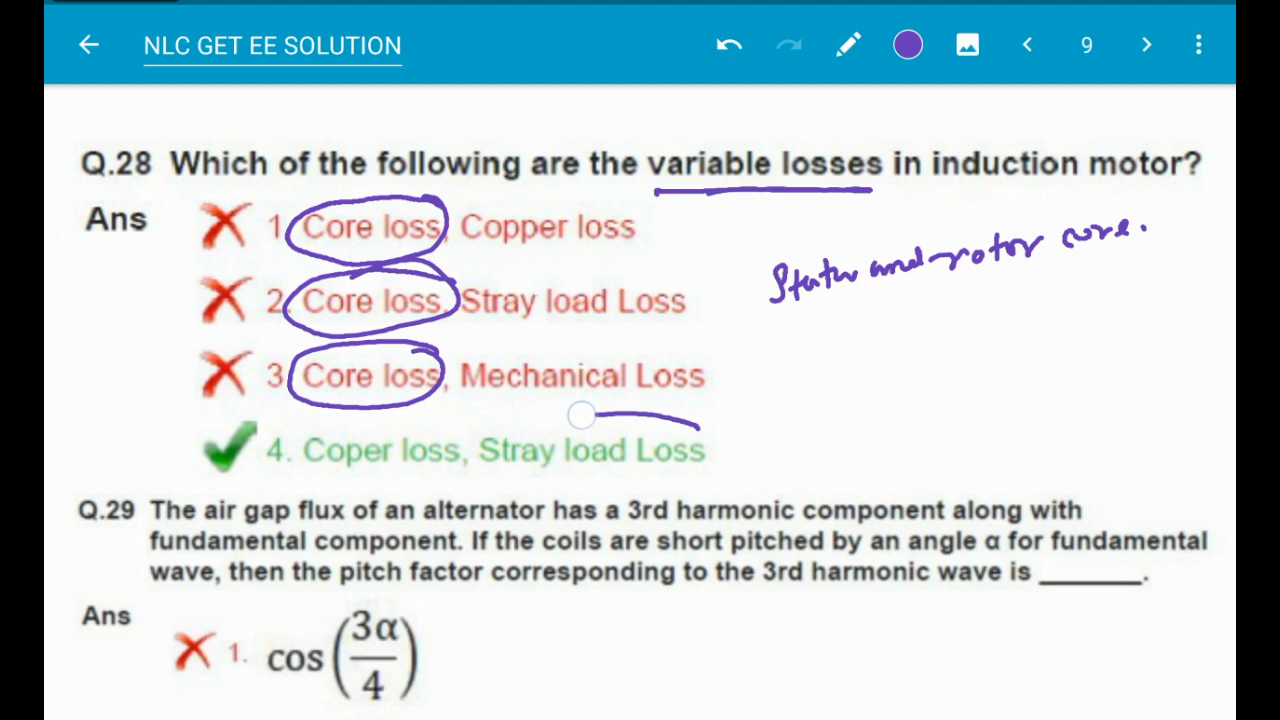 NLC GET EE SOLUTION
9
Q.28 Which of the following are the variable losses in induction motor?
Ans
1. Core loss, Copper loss
2. Core loss, Stray load Loss
3. Core loss, Mechanical Loss
4. Coper loss, Stray load Loss
Stator and rotor core.
Q.29 The air gap flux of an alternator has a 3rd harmonic component along with
fundamental component. If the coils are short pitched by an angle α for fundamental
wave, then the pitch factor corresponding to the 3rd harmonic wave is ______.
Ans
1. cos(3α/4)